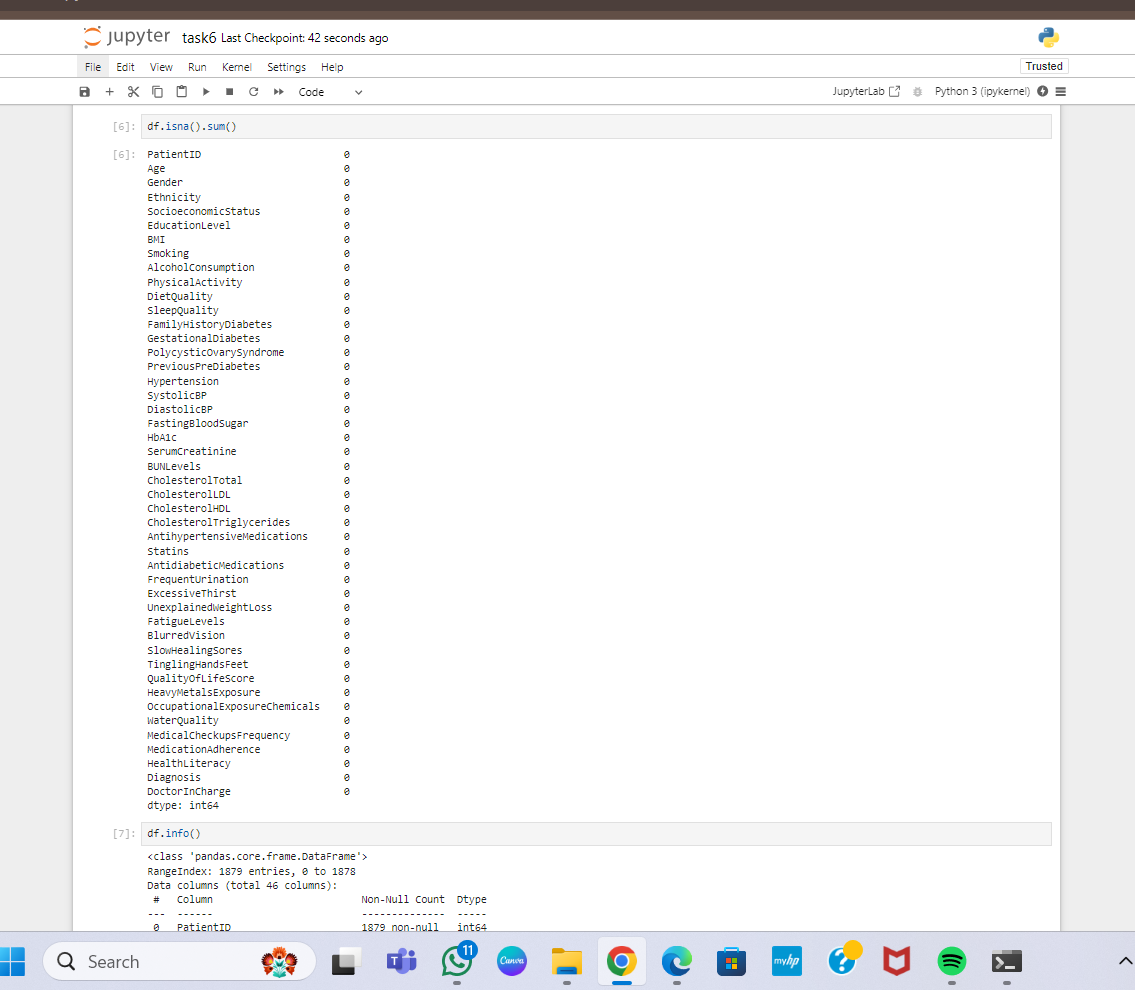 jupyter task6 Last Checkpoint: 42 seconds ago
File Edit View Run Kernel Settings Help
Trusted
Code
JupyterLab
Python 3 (ipykernel)
[6]: df.isna().sum()
[6]: PatientID 0
Age 0
Gender 0
Ethnicity 0
SocioeconomicStatus 0
EducationLevel 0
BMI 0
Smoking 0
AlcoholConsumption 0
PhysicalActivity 0
DietQuality 0
SleepQuality 0
FamilyHistoryDiabetes 0
GestationalDiabetes 0
PolycysticOvarySyndrome 0
PreviousPreDiabetes 0
Hypertension 0
SystolicBP 0
DiastolicBP 0
FastingBloodSugar 0
HbA1c 0
SerumCreatinine 0
BUNLevels 0
CholesterolTotal 0
CholesterolLDL 0
CholesterolHDL 0
CholesterolTriglycerides 0
AntihypertensiveMedications 0
Statins 0
AntidiabeticMedications 0
FrequentUrination 0
ExcessiveThirst 0
UnexplainedWeightLoss 0
FatigueLevels 0
BlurredVision 0
SlowHealingSores 0
TinglingHandsFeet 0
QualityOfLifeScore 0
HeavyMetalsExposure 0
OccupationalExposureChemicals 0
WaterQuality 0
MedicalCheckupsFrequency 0
MedicationAdherence 0
HealthLiteracy 0
Diagnosis 0
DoctorInCharge 0
dtype: int64
[7]: df.info()
<class 'pandas.core.frame.DataFrame'>
RangeIndex: 1879 entries, 0 to 1878
Data columns (total 46 columns):
# Column Non-Null Count Dtype
--- ------ -------------- -----
0 PatientID 1879 non-null int64
Search
11
Canva
myhp